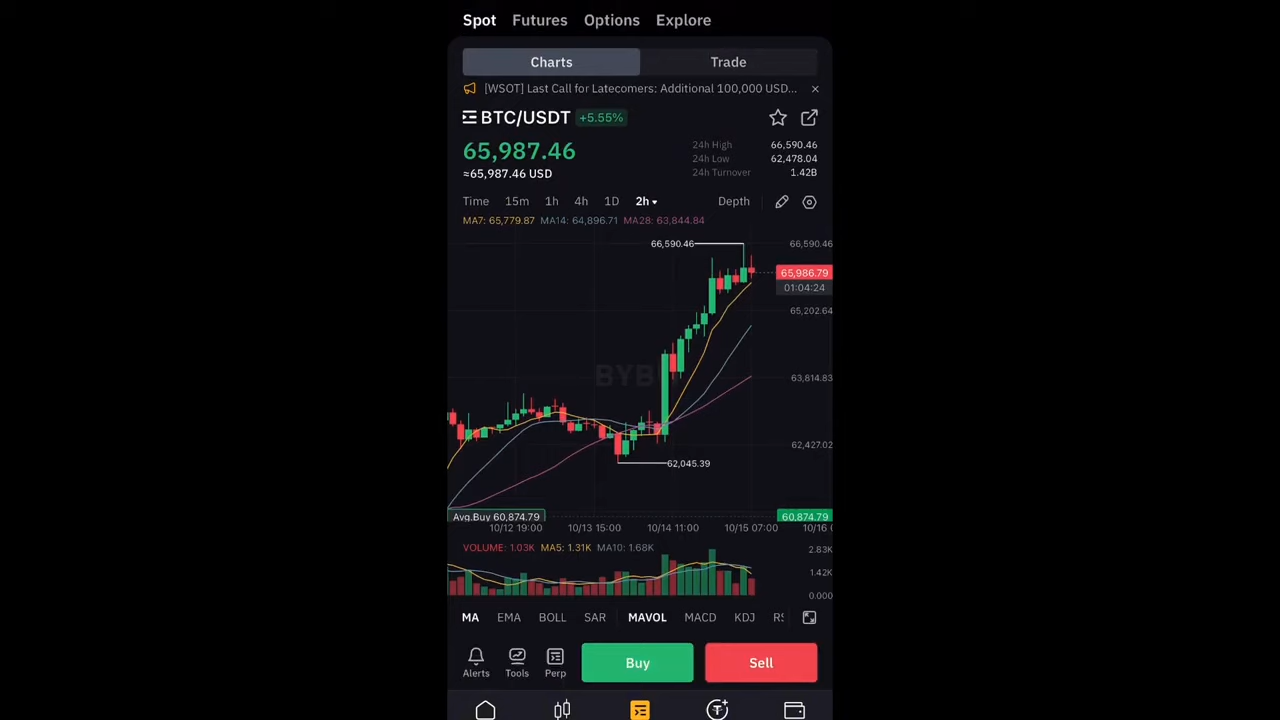 Spot Futures Options Explore
Charts Trade
[WSOT] Last Call for Latecomers: Additional 100,000 USD...
BTC/USDT +5.55%
65,987.46
≈65,987.46 USD
24h High 66,590.46
24h Low 62,478.04
24h Turnover 1.42B
Time 15m 1h 4h 1D 2h Depth
MA7: 65,779.87 MA14: 64,896.71 MA28: 63,844.84
66,590.46 66,590.46
65,986.79
01:04:24
65,202.64
BYB
63,814.83
62,427.02
62,045.39
Avg.Buy 60,874.79 60,874.79
10/12 19:00 10/13 15:00 10/14 11:00 10/15 07:00 10/16
VOLUME: 1.03K MA5: 1.31K MA10: 1.68K 2.83K
1.42K
0.000
MA EMA BOLL SAR MAVOL MACD KDJ
Alerts Tools Perp Buy Sell